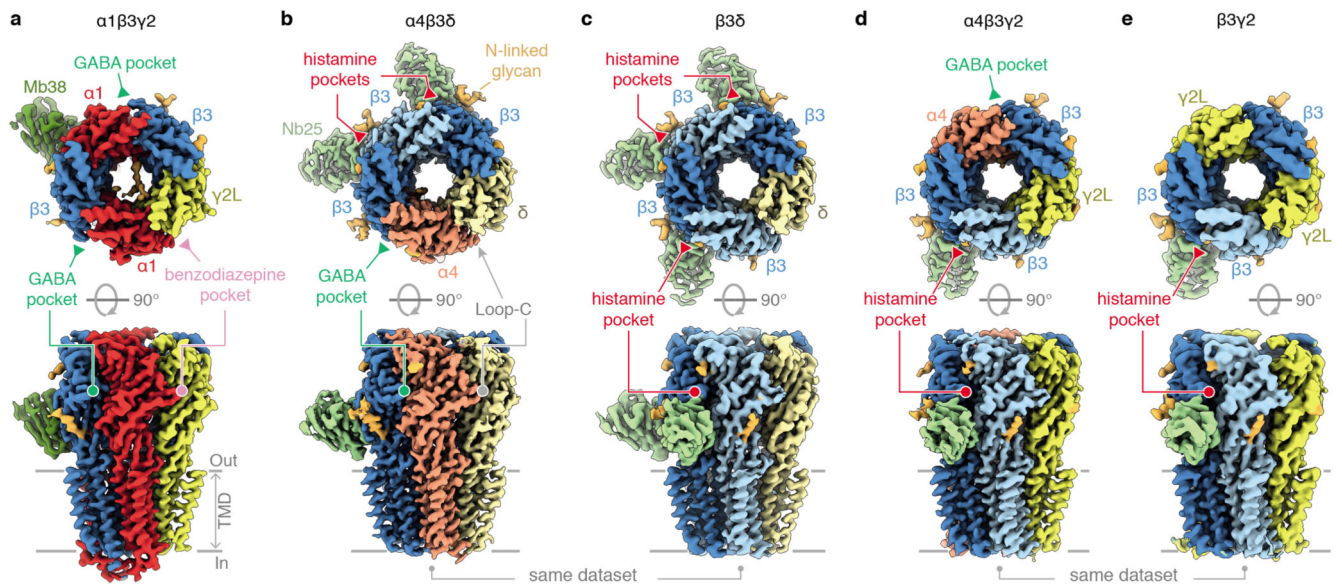 a
α1β3γ2
GABA pocket
Mb38
α1
β3
β3
γ2L
α1
GABA
pocket
benzodiazepine
pocket
90°
Out
TMD
In
b
α4β3δ
histamine
pockets
N-linked
glycan
β3
β3
Nb25
β3
δ
α4
GABA
pocket
90°
Loop-C
c
β3δ
histamine
pockets
β3
β3
β3
δ
β3
histamine
pocket
90°
same dataset
d
α4β3γ2
GABA pocket
α4
β3
β3
γ2L
β3
histamine
pocket
90°
e
β3γ2
γ2L
β3
β3
γ2L
β3
histamine
pocket
90°
same dataset